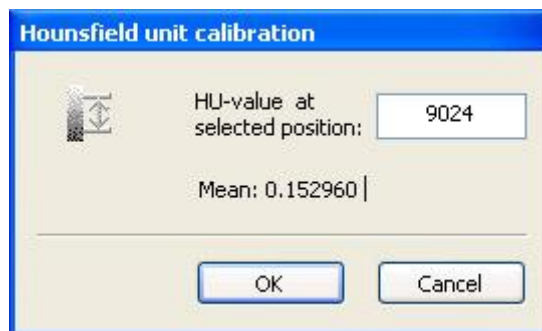 Hounsfield unit calibration
HU-value at
selected position:
9024
Mean: 0.152960
OK
Cancel